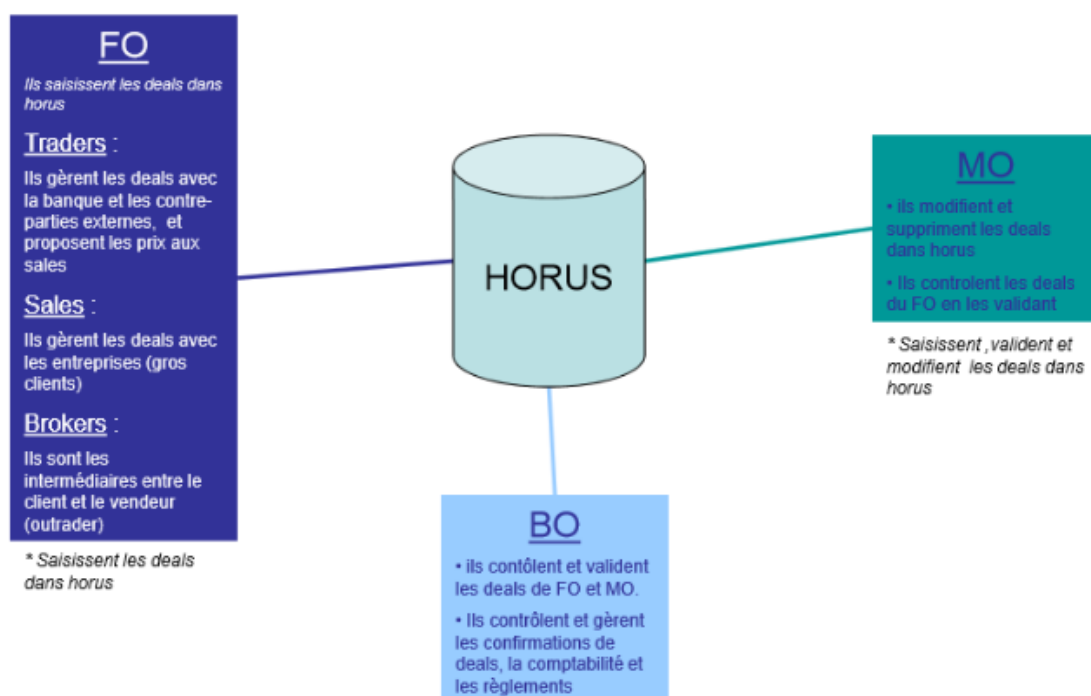 FO
Ils saisissent les deals dans
horus
Traders :
Ils gèrent les deals avec
la banque et les contre-
parties externes, et
proposent les prix aux
sales
Sales :
Ils gèrent les deals avec
les entreprises (gros
clients)
Brokers :
Ils sont les
intermédiaires entre le
client et le vendeur
(outrader)
* Saisissent les deals
dans horus
HORUS
MO
• ils modifient et
suppriment les deals
dans horus
• Ils controlent les deals
du FO en les validant
* Saisissent ,valident et
modifient les deals dans
horus
BO
• ils contôlent et valident
les deals de FO et MO.
• Ils contrôlent et gèrent
les confirmations de
deals, la comptabilité et
les règlements